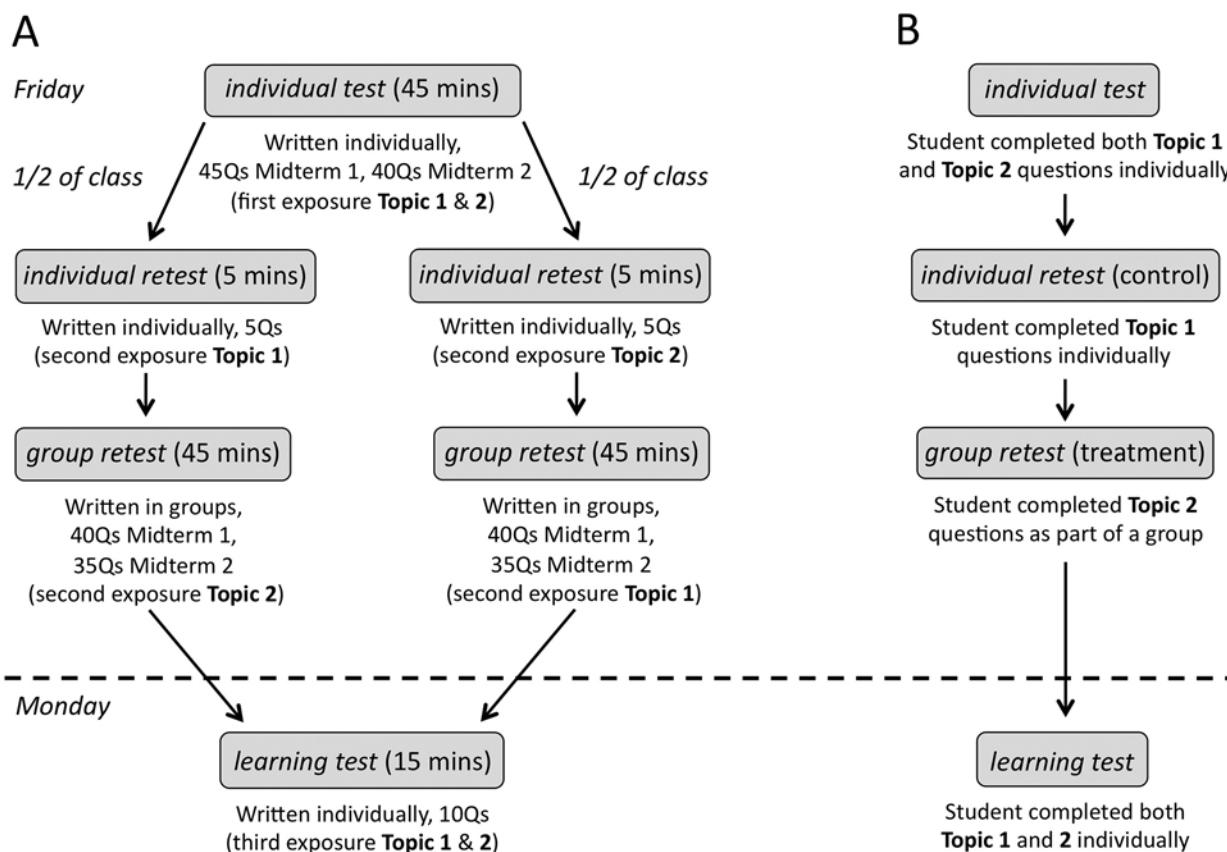 A
Friday
individual test (45 mins)
Written individually,
45Qs Midterm 1, 40Qs Midterm 2
(first exposure Topic 1 & 2)
1/2 of class
1/2 of class
individual retest (5 mins)
Written individually, 5Qs
(second exposure Topic 1)
individual retest (5 mins)
Written individually, 5Qs
(second exposure Topic 2)
group retest (45 mins)
Written in groups,
40Qs Midterm 1,
35Qs Midterm 2
(second exposure Topic 2)
group retest (45 mins)
Written in groups,
40Qs Midterm 1,
35Qs Midterm 2
(second exposure Topic 1)
Monday
learning test (15 mins)
Written individually, 10Qs
(third exposure Topic 1 & 2)
B
individual test
Student completed both Topic 1
and Topic 2 questions individually
individual retest (control)
Student completed Topic 1
questions individually
group retest (treatment)
Student completed Topic 2
questions as part of a group
learning test
Student completed both
Topic 1 and 2 individually